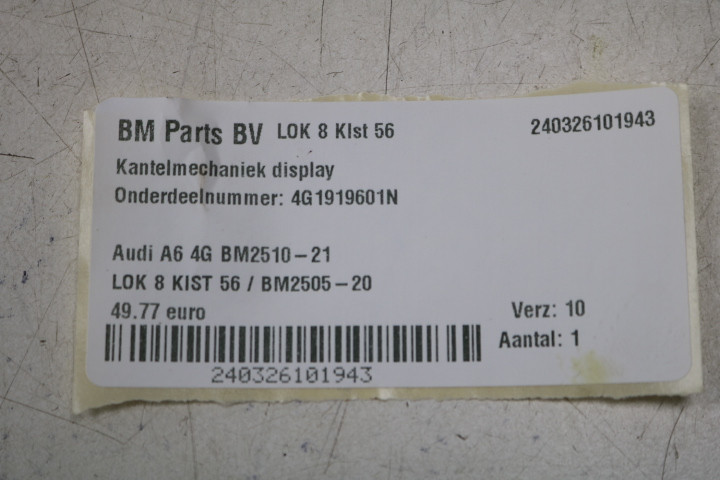 BM Parts BV LOK 8 KIst 56 240326101943
Kantelmechaniek display
Onderdeelnummer: 4G1919601N
Audi A6 4G BM2510-21
LOK 8 KIST 56 / BM2505-20
49.77 euro Verz: 10
Aantal: 1
240326101943